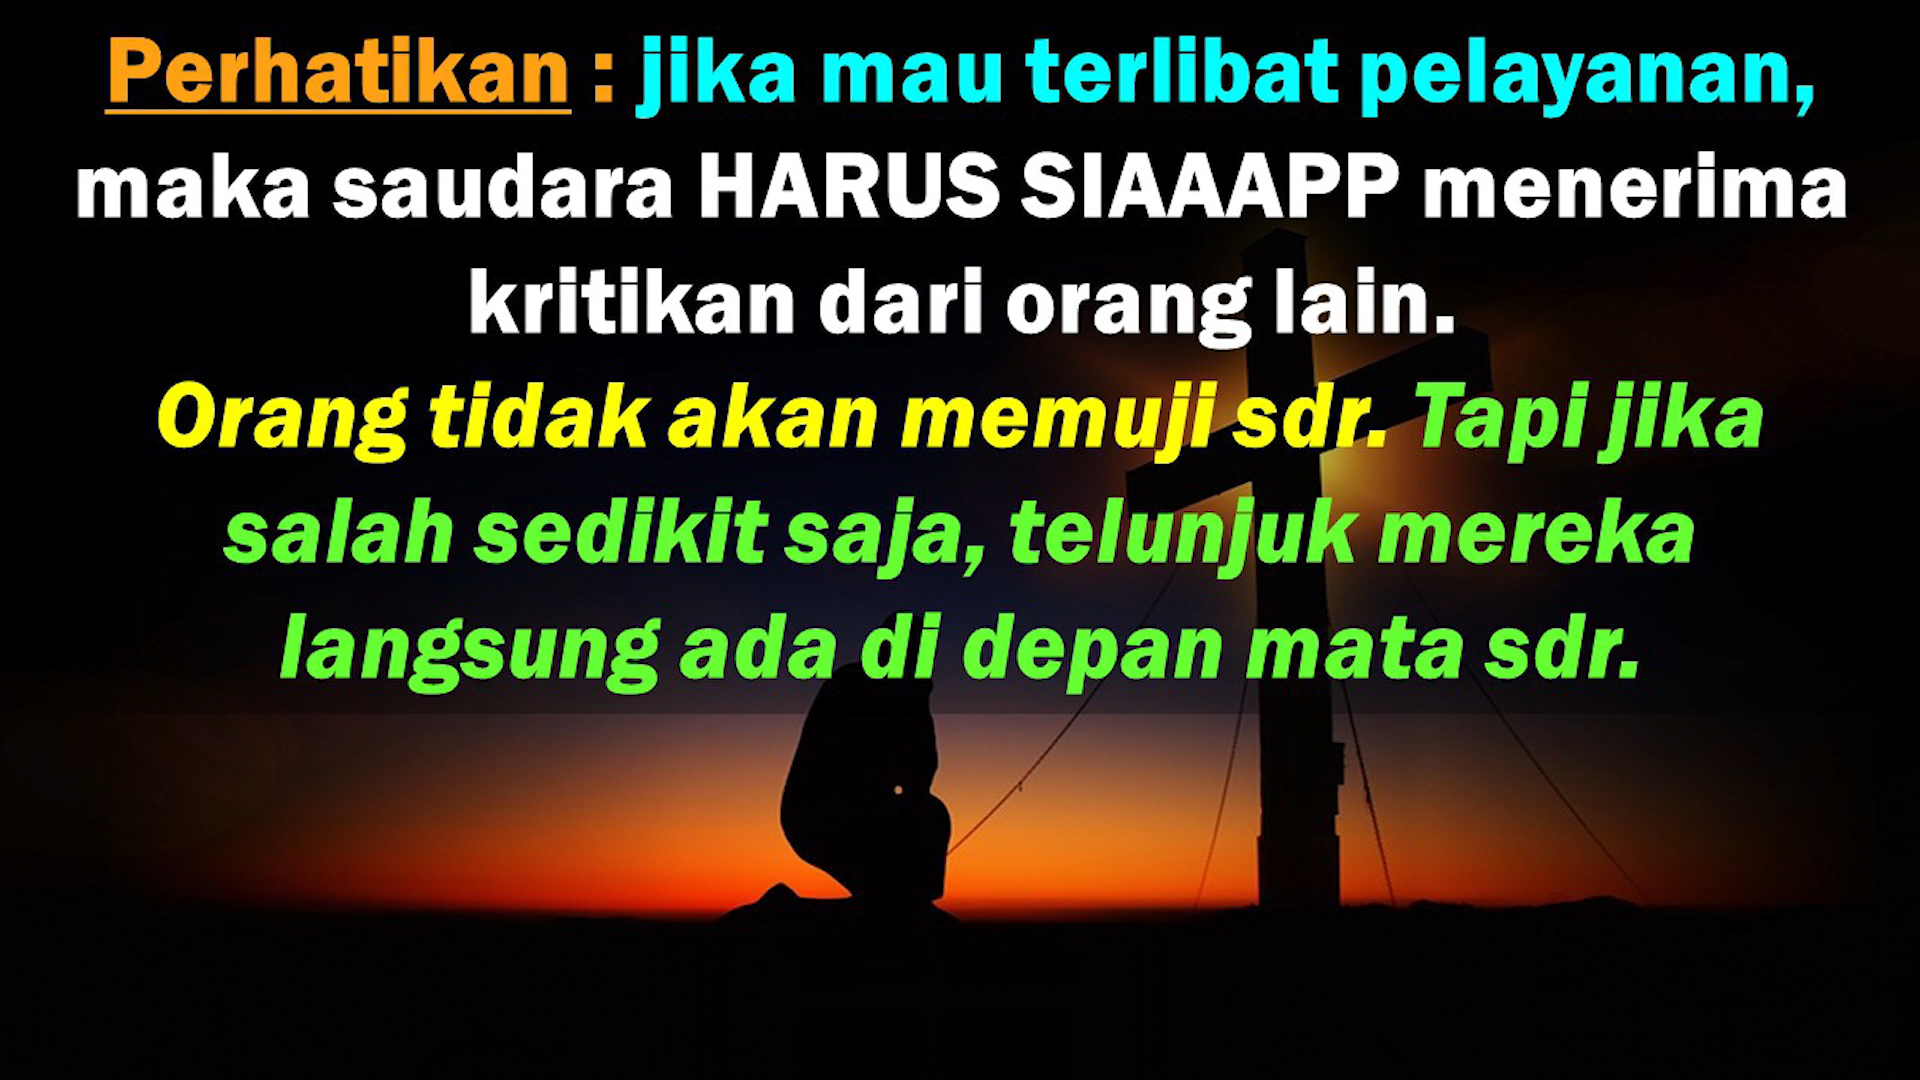 Perhatikan : jika mau terlibat pelayanan,
maka saudara HARUS SIAAAPP menerima
kritikan dari orang lain.
Orang tidak akan memuji sdr. Tapi jika
salah sedikit saja, telunjuk mereka
langsung ada di depan mata sdr.